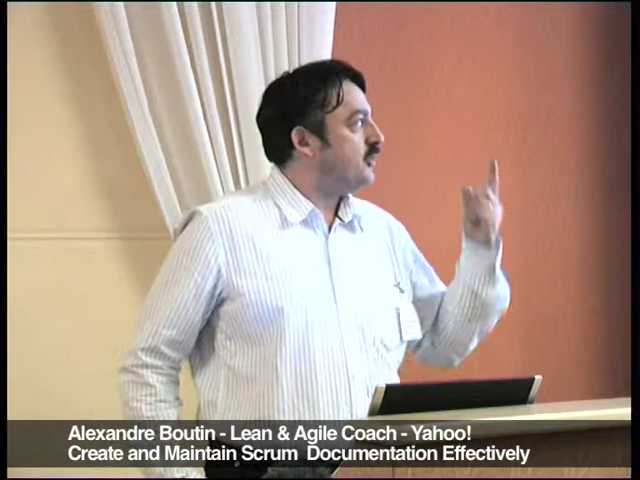 Alexandre Boutin - Lean & Agile Coach - Yahoo!
Create and Maintain Scrum Documentation Effectively